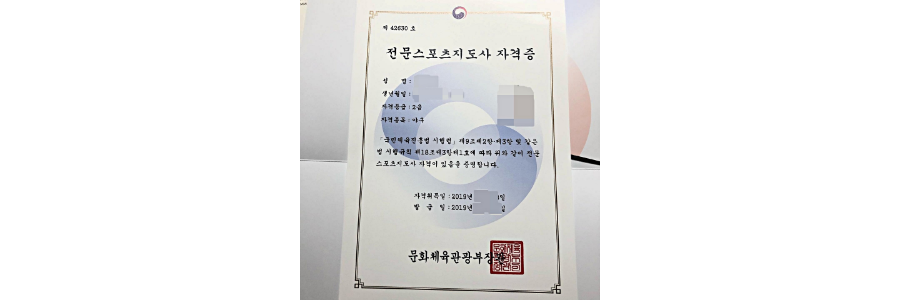 제 42630 호
전문스포츠지도사 자격증
성 명 :
생년월일 :
자격등급 : 2급
자격종목 : 야구
「국민체육진흥법 시행령」 제9조제2항·제3항 및 같은
법 시행규칙 제18조제3항제1호에 따라 위와 같이 전문
스포츠지도사 자격이 있음을 증명합니다.
자격취득일 : 2019년 일
발 급 일 : 2019년 일
문화체육관광부장관